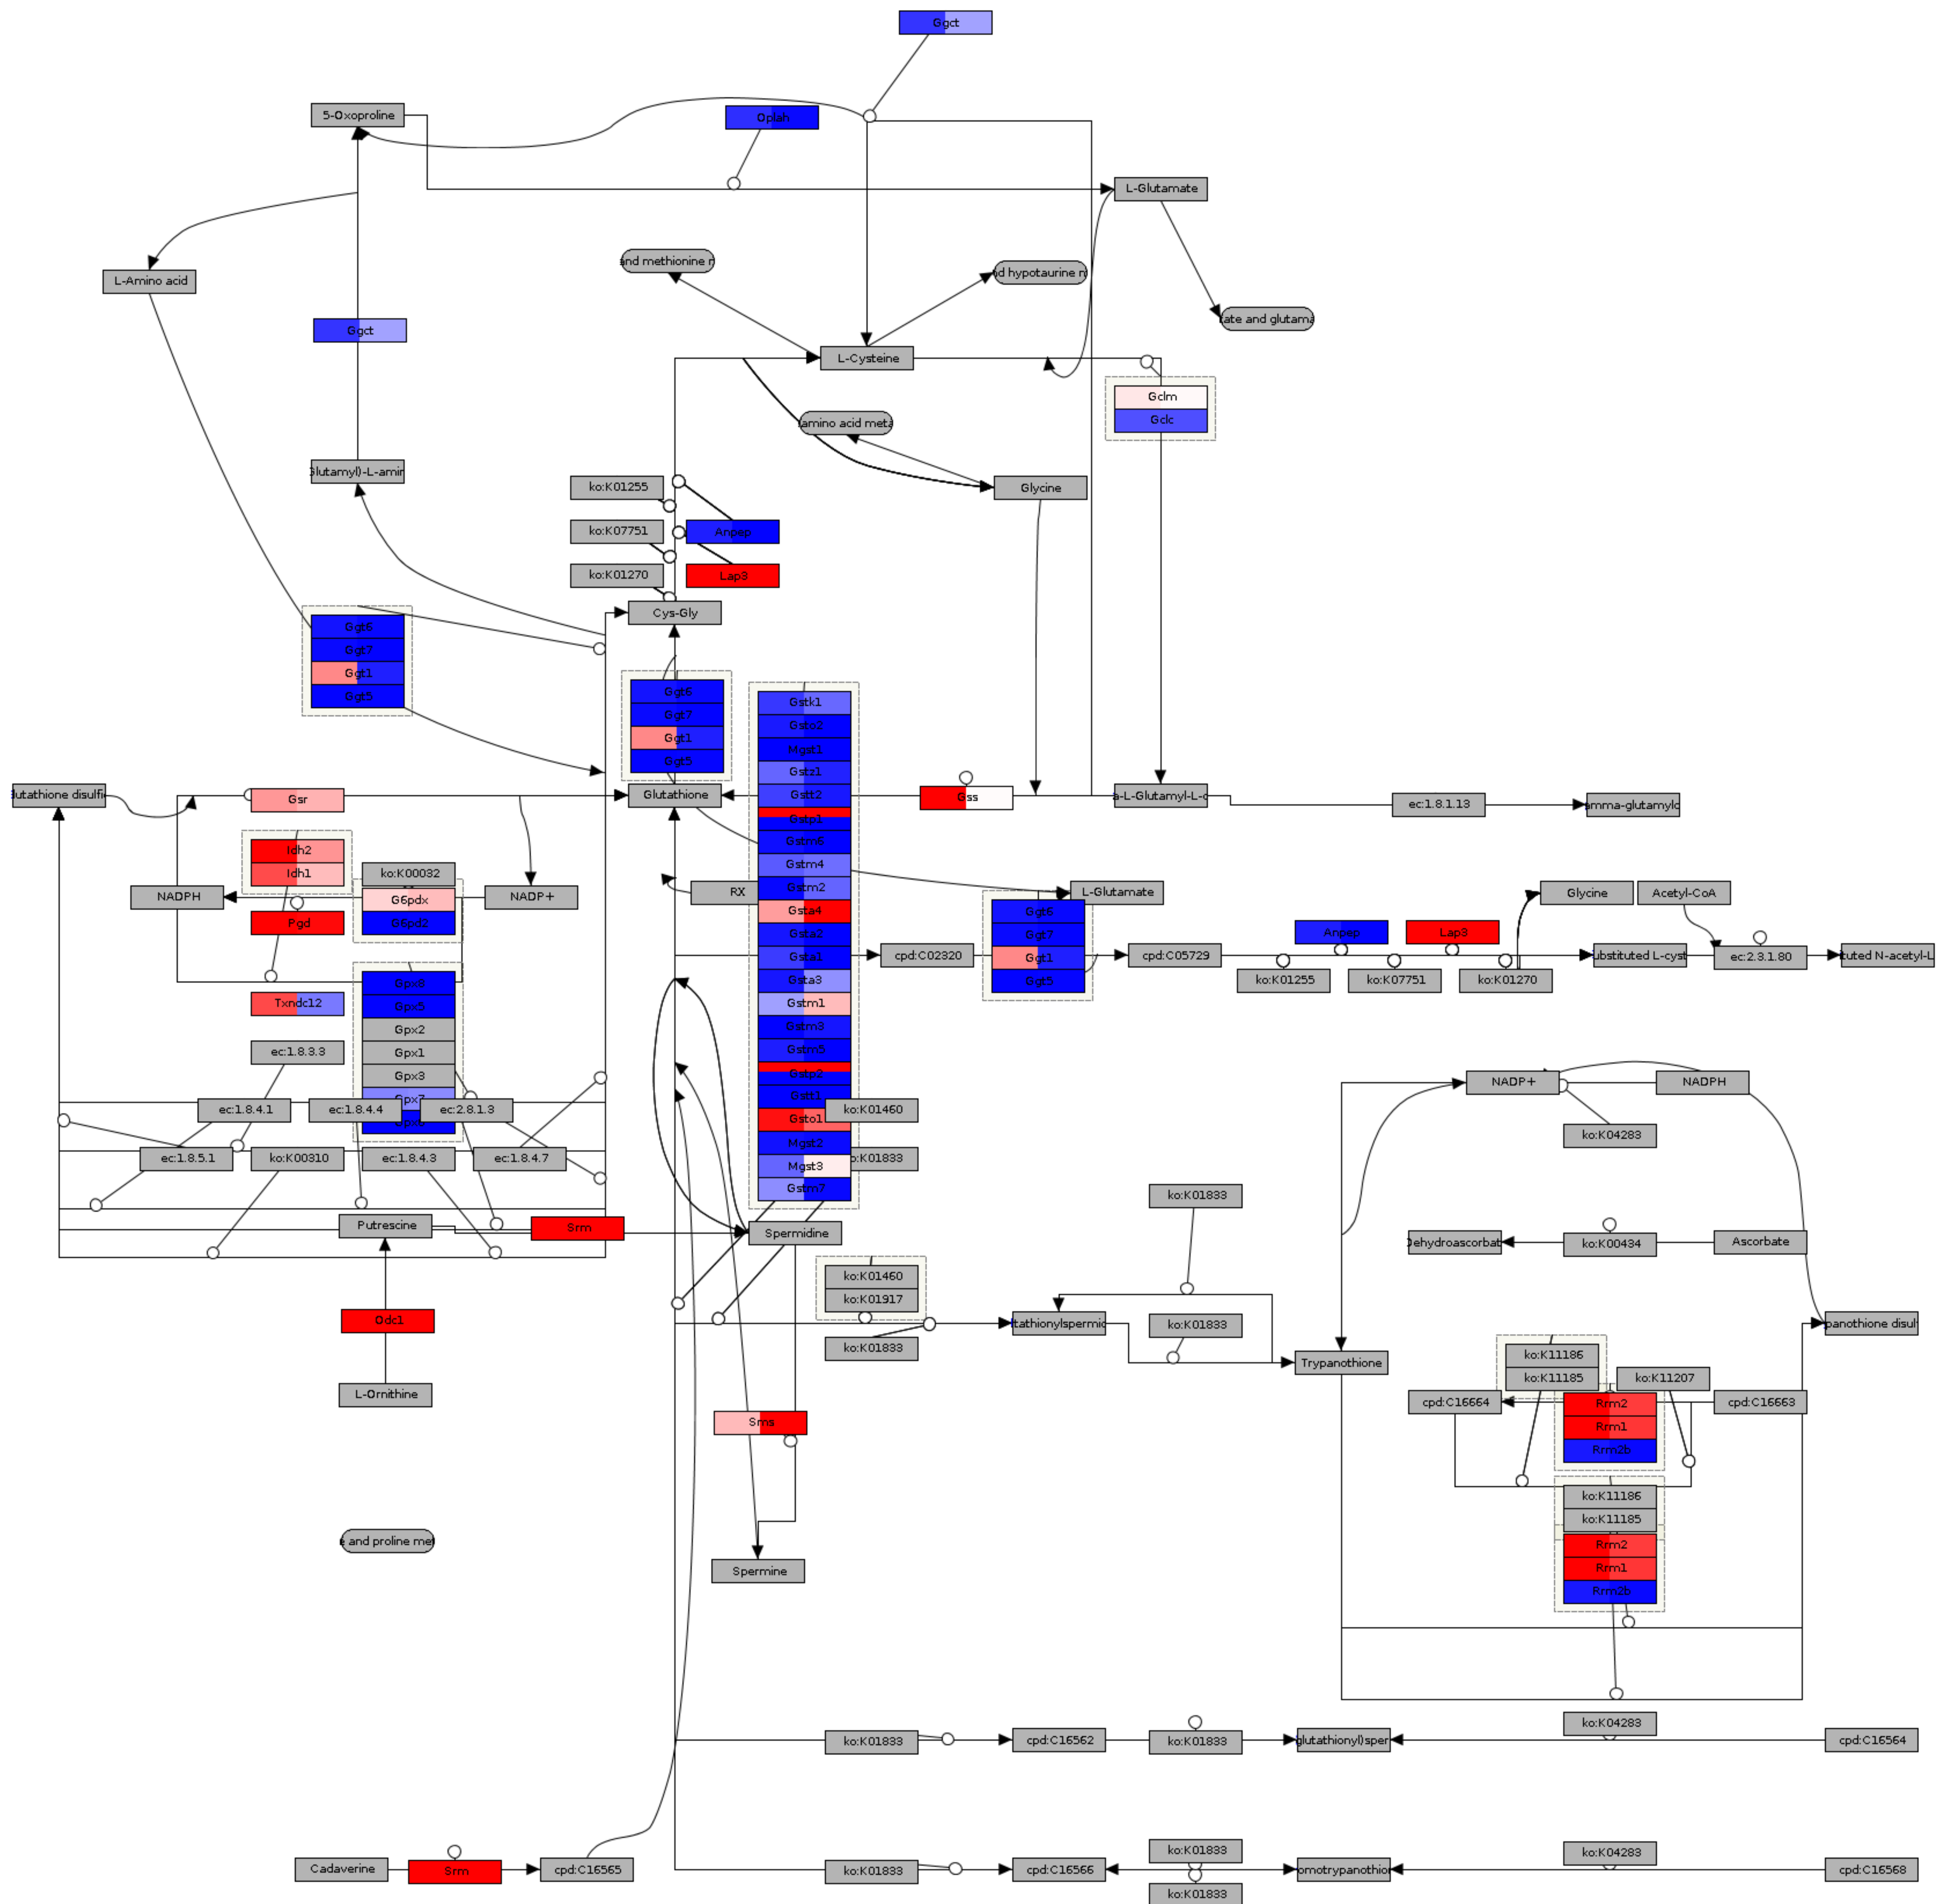 Ggct
5-Oxoproline
Oplah
L-Glutamate
and methionine
L-Amino acid
hypotaurine
ate and glutama
Ggct
L-Cysteine
Gclm
Gclc
amino acid meta
Glutamyl)-L-amin
ko:K01255
Glycine
ko:K07751
Anpep
ko:K01270
Lap3
Cys-Gly
Ggt6
Ggt7
Ggt1
Ggt5
Ggt6
Ggt7
Ggt1
Ggt5
Gstk1
Gsto2
Mgst1
Gstz1
Gstt2
Gstp1
Gstm6
Gstm4
Gstm2
Gsta4
Gsta2
Gsta1
Gsta3
Gstm1
Gstm3
Gstm5
Gstp2
Gstt1
Gsto1
Mgst2
Mgst3
Gstm7
utathione disulfi
Gsr
Glutathione
Gss
a-L-Glutamyl-L-c
ec:1.8.1.13
amma-glutamylc
Idh2
Idh1
ko:K00032
NADPH
G6pdx
G6pd2
NADP+
RX
L-Glutamate
Glycine
Acetyl-CoA
Pgd
Ggt6
Ggt7
Ggt1
Ggt5
Anpep
Lap3
cpd:C02320
cpd:C05729
ubstituted L-cyst
ec:2.3.1.80
tuted N-acetyl-L
ko:K01255
ko:K07751
ko:K01270
Gpx8
Gpx5
Gpx2
Gpx1
Gpx3
Gpx7
Gpx6
Txndc12
ec:1.8.3.3
ec:1.8.4.1
ec:1.8.4.4
ec:2.8.1.3
ko:K01460
ec:1.8.5.1
ko:K00310
ec:1.8.4.3
ec:1.8.4.7
ko:K01833
NADP+
NADPH
ko:K04283
ko:K01833
Putrescine
Srm
Spermidine
Dehydroascorbat
ko:K00434
Ascorbate
ko:K01460
ko:K01917
Odc1
tathionylspermid
ko:K01833
panothione disul
ko:K01833
Trypanothione
ko:K11186
ko:K11185
ko:K11207
L-Ornithine
cpd:C16664
Rrm2
Rrm1
Rrm2b
cpd:C16663
Sms
ko:K11186
ko:K11185
Rrm2
Rrm1
Rrm2b
e and proline met
Spermine
ko:K01833
cpd:C16562
ko:K01833
glutathionyl)sper
ko:K04283
cpd:C16564
Cadaverine
Srm
cpd:C16565
ko:K01833
cpd:C16566
ko:K01833
ko:K01833
omotrypanothio
ko:K04283
cpd:C16568